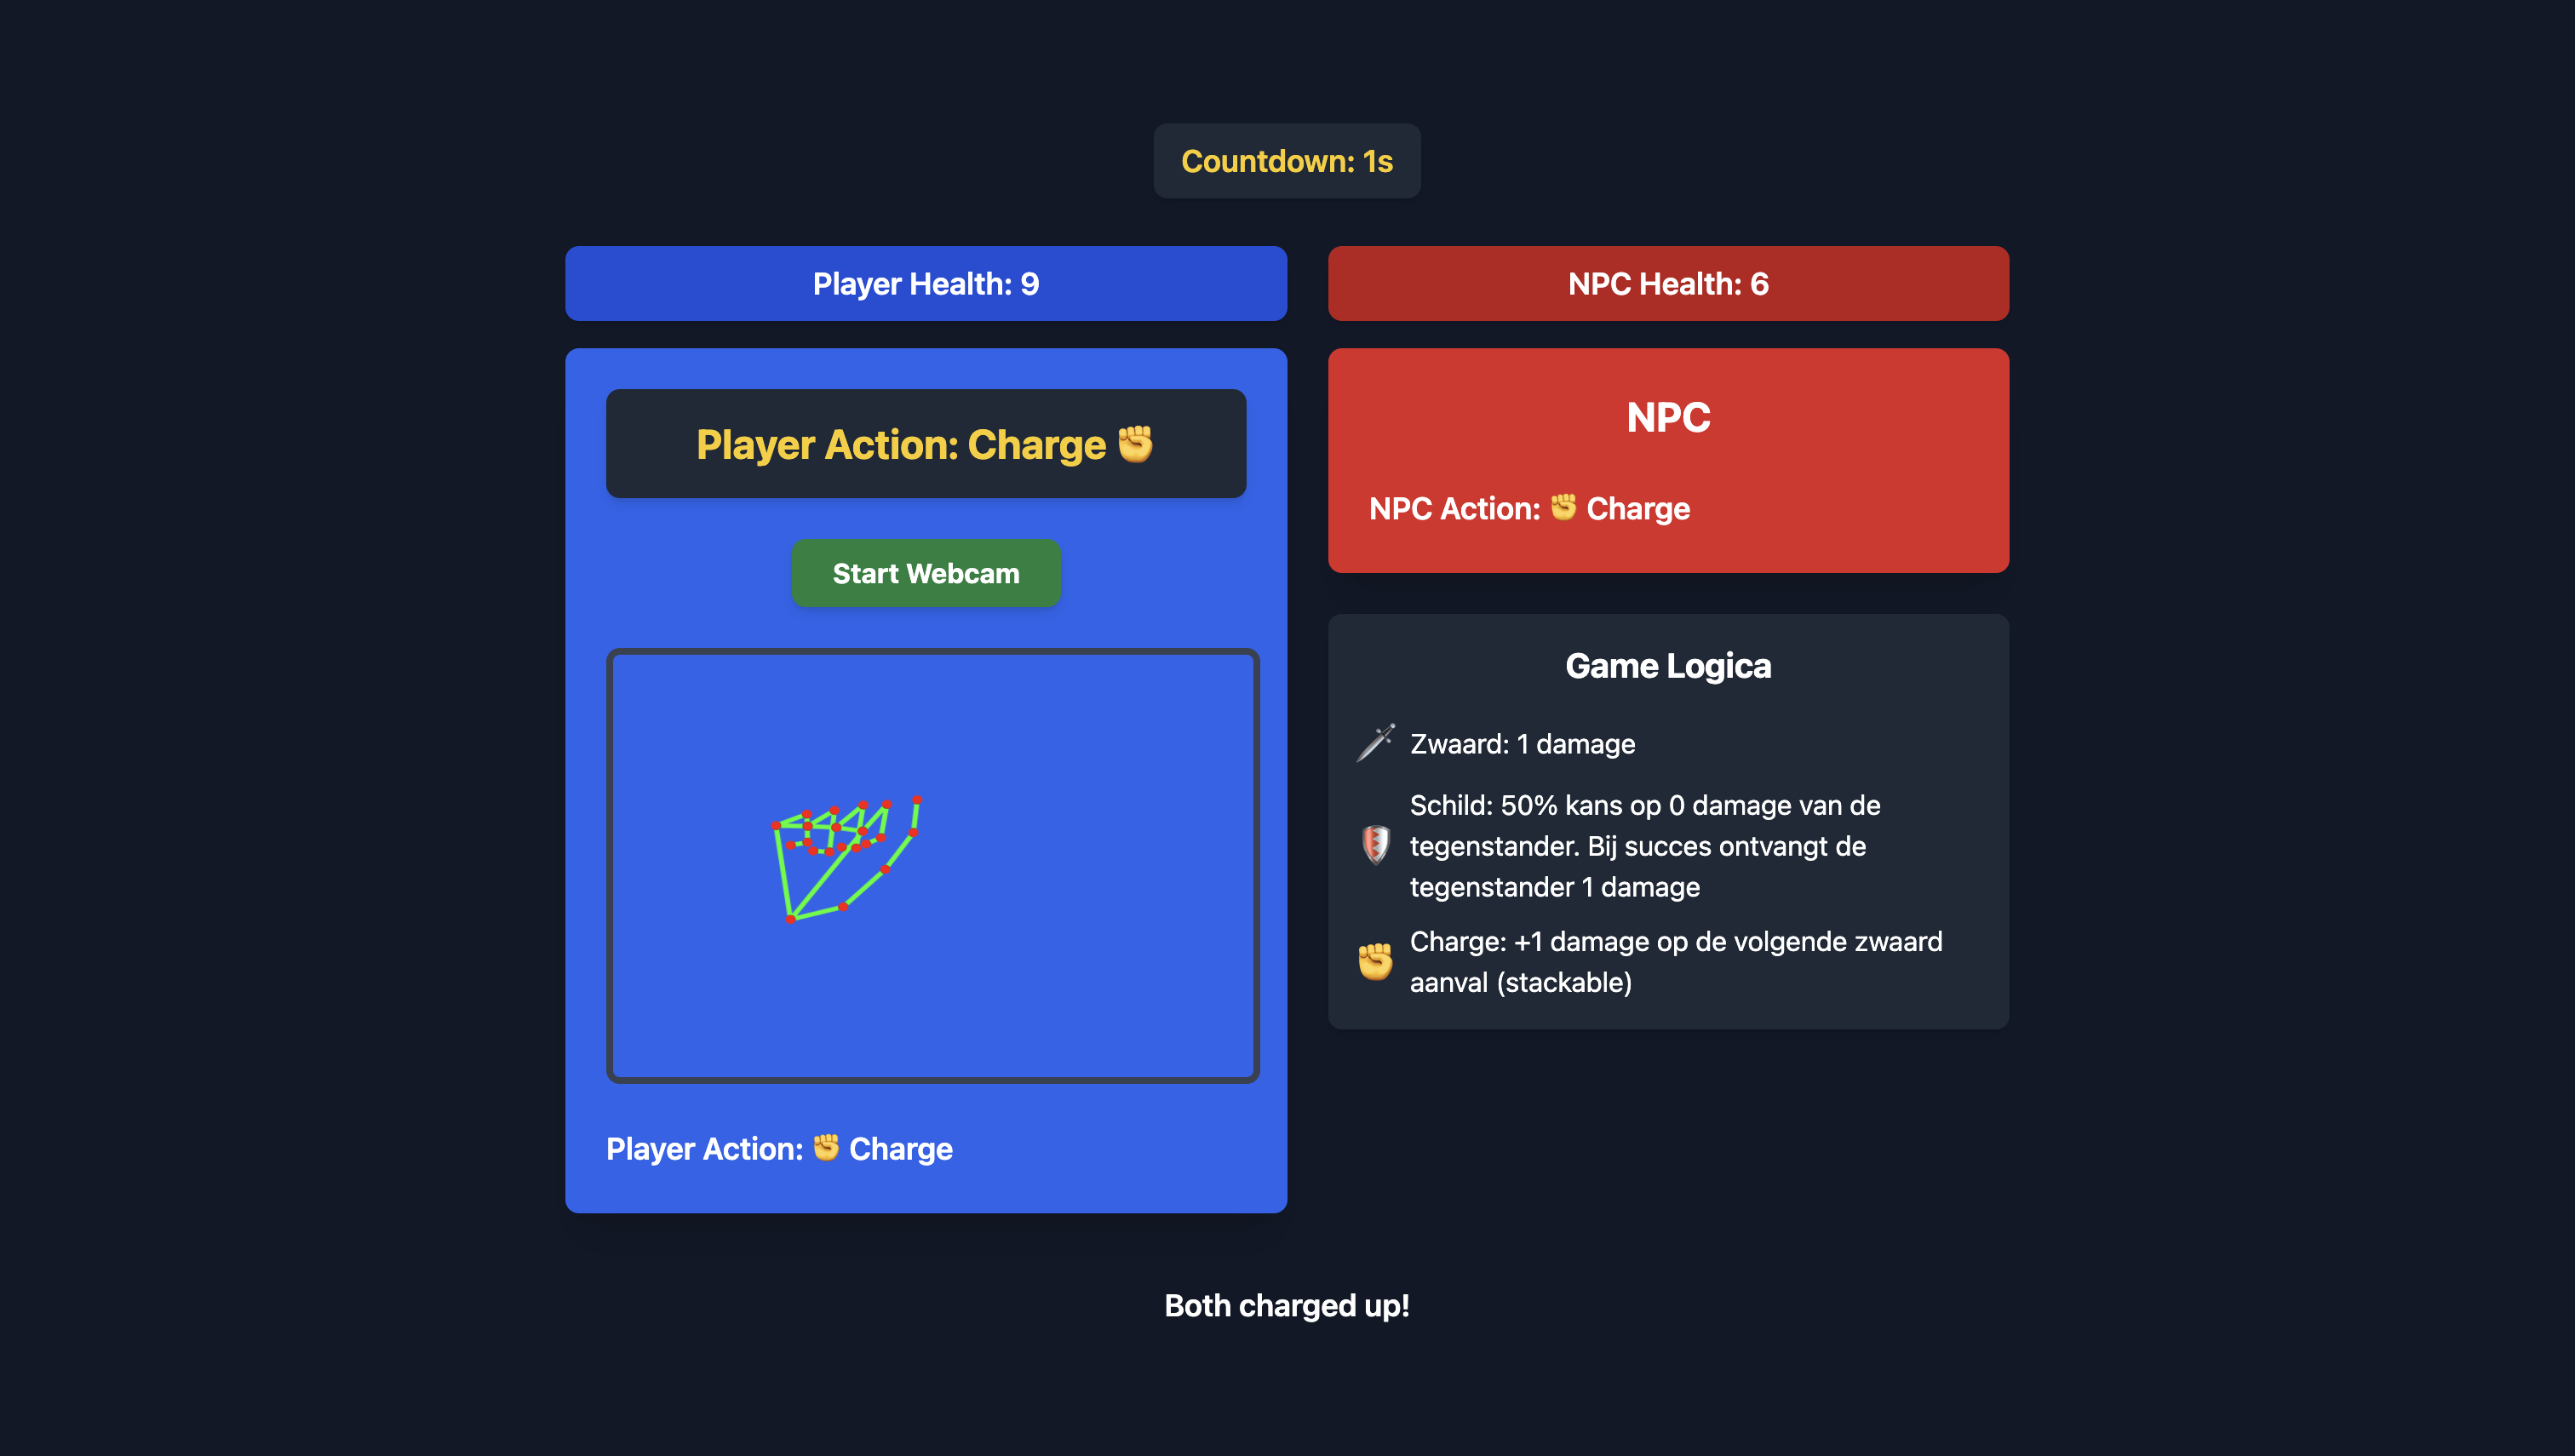 Countdown: 1s
Player Health: 9
NPC Health: 6
Player Action: Charge ✊
Start Webcam
Player Action: ✊ Charge
NPC
NPC Action: ✊ Charge
Game Logica
🗡️ Zwaard: 1 damage
🛡️ Schild: 50% kans op 0 damage van de
tegenstander. Bij succes ontvangt de
tegenstander 1 damage
✊ Charge: +1 damage op de volgende zwaard
aanval (stackable)
Both charged up!